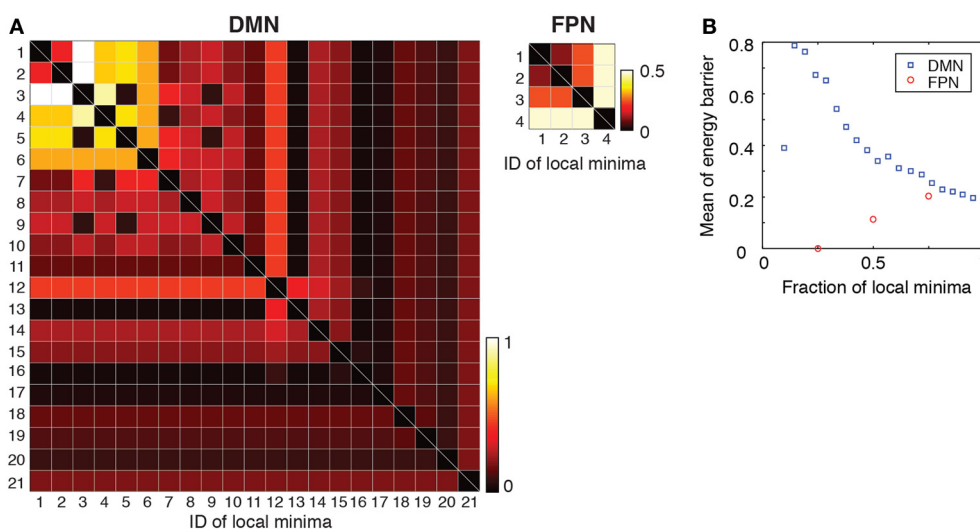 A
DMN
1
2
3
4
5
6
7
8
9
10
11
12
13
14
15
16
17
18
19
20
21
1 2 3 4 5 6 7 8 9 10 11 12 13 14 15 16 17 18 19 20 21
ID of local minima
1
0
FPN
1
2
3
4
1 2 3 4
ID of local minima
0.5
0
B
Mean of energy barrier
0.8
0.6
0.4
0.2
0
0 0.5 1
Fraction of local minima
DMN
FPN